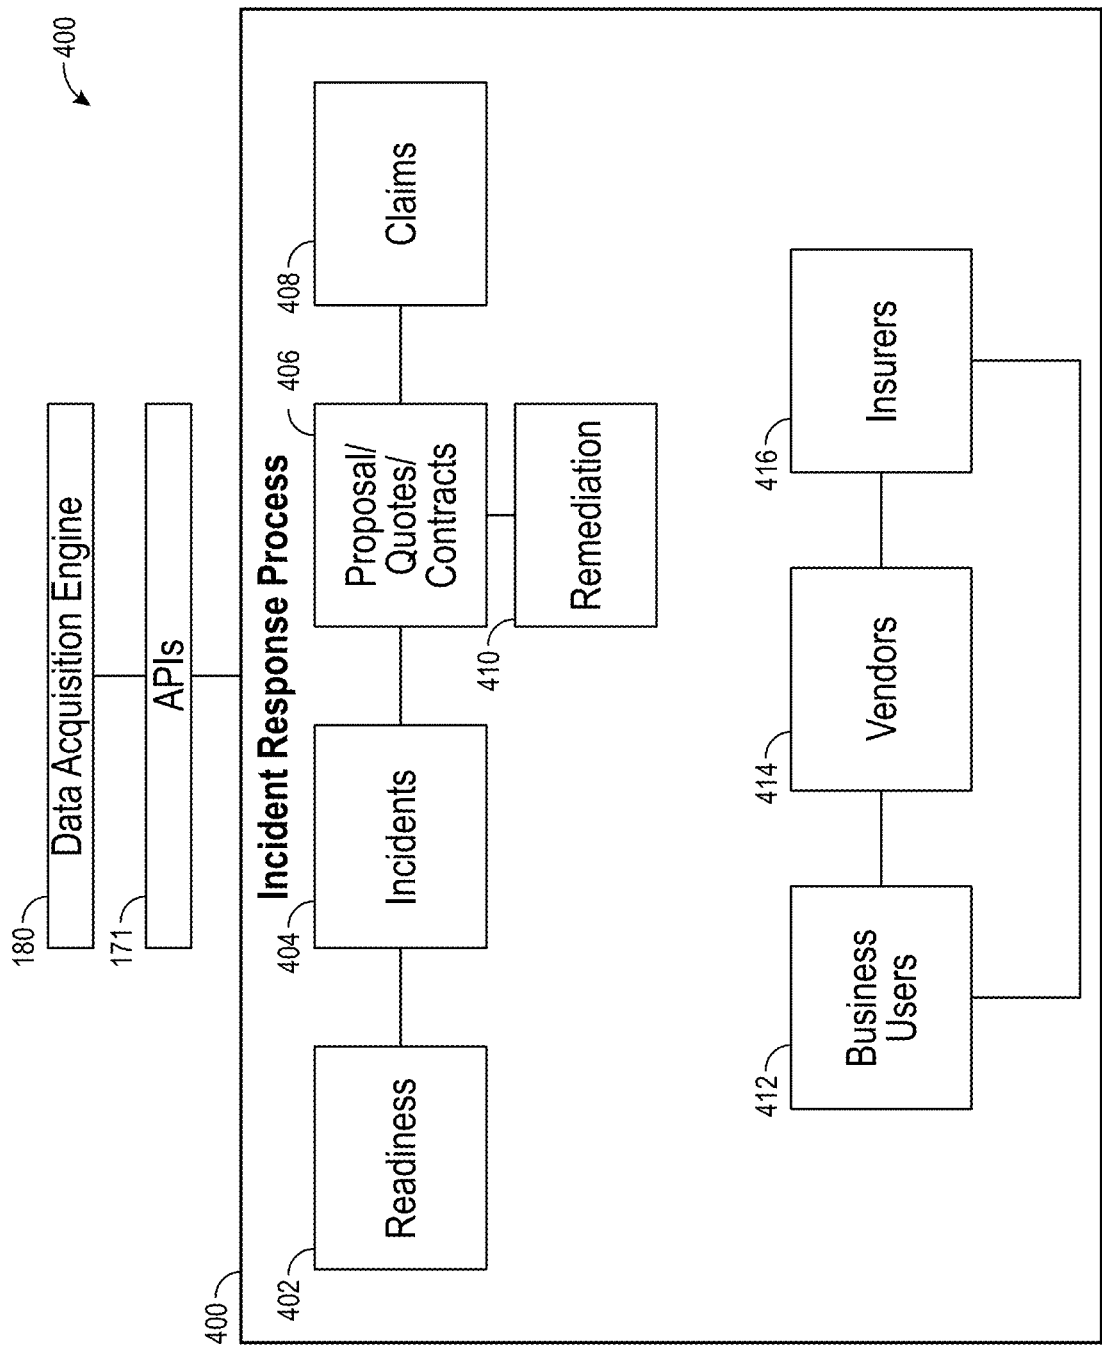 400
180
Data Acquisition Engine
171
APIs
400
Incident Response Process
402
Readiness
404
Incidents
406
Proposal/
Quotes/
Contracts
408
Claims
410
Remediation
412
Business
Users
414
Vendors
416
Insurers